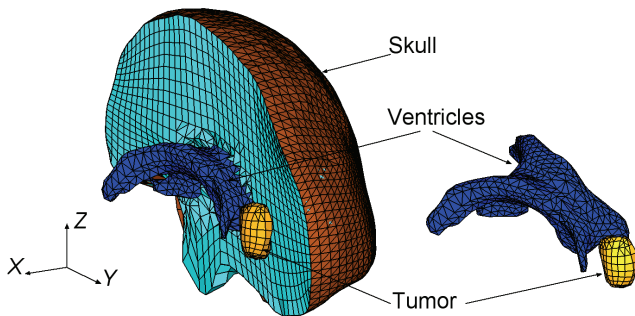 Skull
Ventricles
Z
X
Y
Tumor